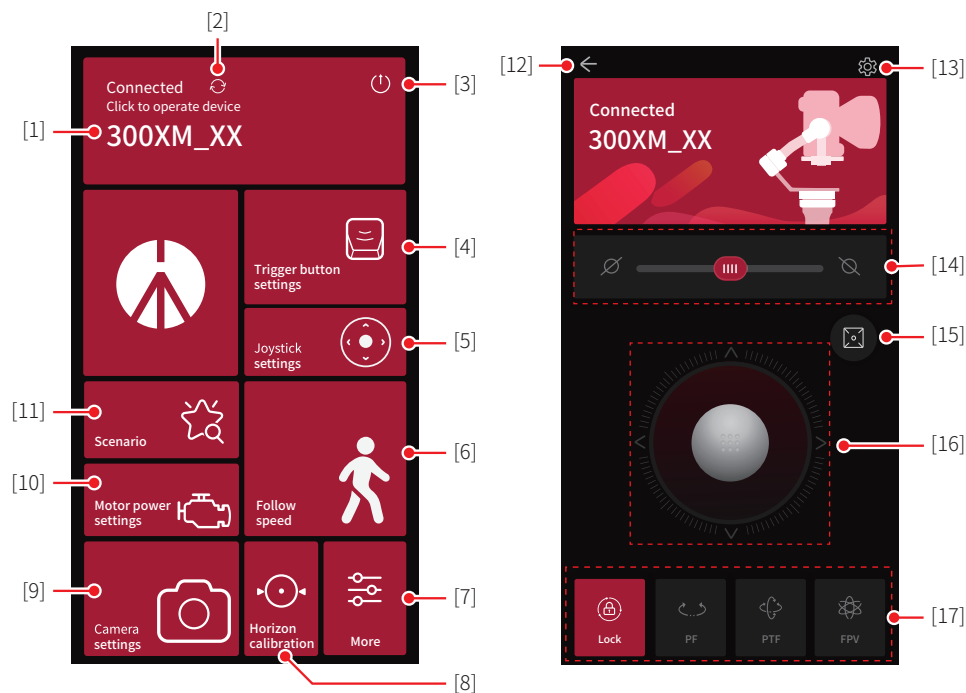 [2]
[12]
[13]
Connected
Click to operate device
300XM_XX
[3]
[1]
Connected
300XM_XX
[4]
Trigger button
settings
[14]
Joystick
settings
[5]
[15]
[11]
Scenario
[6]
[16]
[10]
Motor power
settings
Follow
speed
[9]
Camera
settings
Horizon
calibration
More
[7]
[8]
Lock
PF
PTF
FPV
[17]